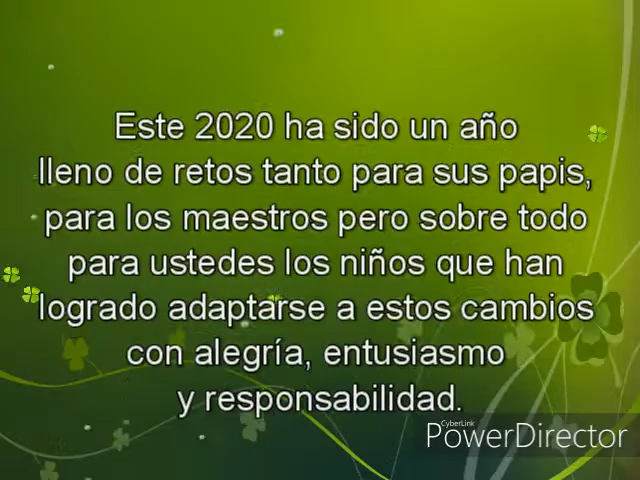 Este 2020 ha sido un año
lleno de retos tanto para sus papis,
para los maestros pero sobre todo
para ustedes los niños que han
logrado adaptarse a estos cambios
con alegría, entusiasmo
y responsabilidad.
CyberLink
PowerDirector